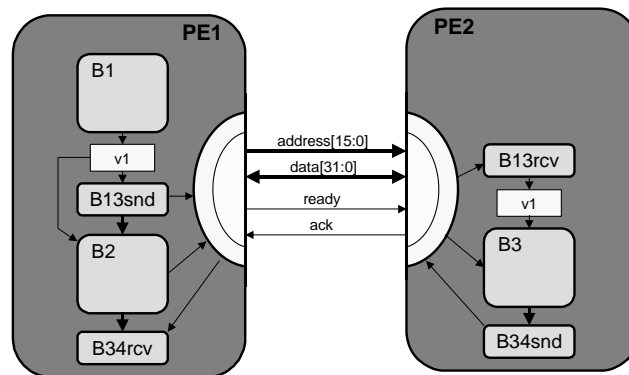 PE1
PE2
B1
v1
B13snd
B2
B34rcv
address[15:0]
data[31:0]
ready
ack
B13rcv
v1
B3
B34snd